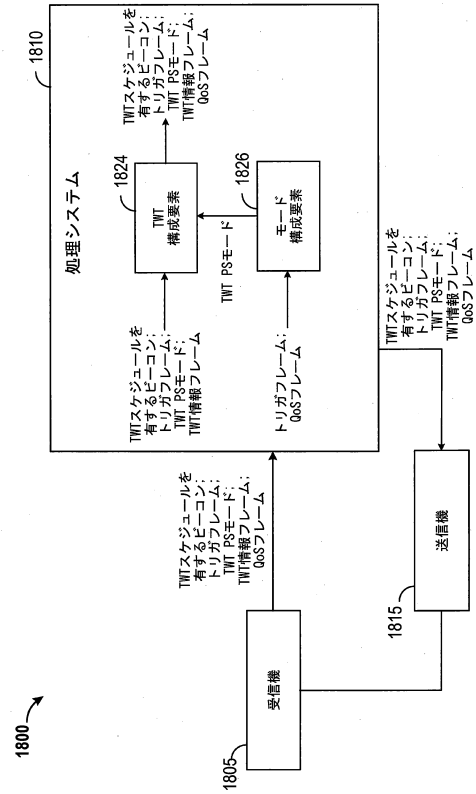 1800
1805
受信機
TWTスケジュールを
有するビーコン;
トリガフレーム;
TWT PSモード;
TWT情報フレーム;
QoSフレーム
1810
処理システム
TWTスケジュールを
有するビーコン;
トリガフレーム;
TWT PSモード;
TWT情報フレーム
1824
TWT
構成要素
TWTスケジュールを
有するビーコン;
トリガフレーム;
TWT PSモード;
TWT情報フレーム;
QoSフレーム
TWT PSモード
トリガフレーム;
QoSフレーム
1826
モード
構成要素
TWTスケジュールを
有するビーコン;
トリガフレーム;
TWT PSモード;
TWT情報フレーム;
QoSフレーム
1815
送信機